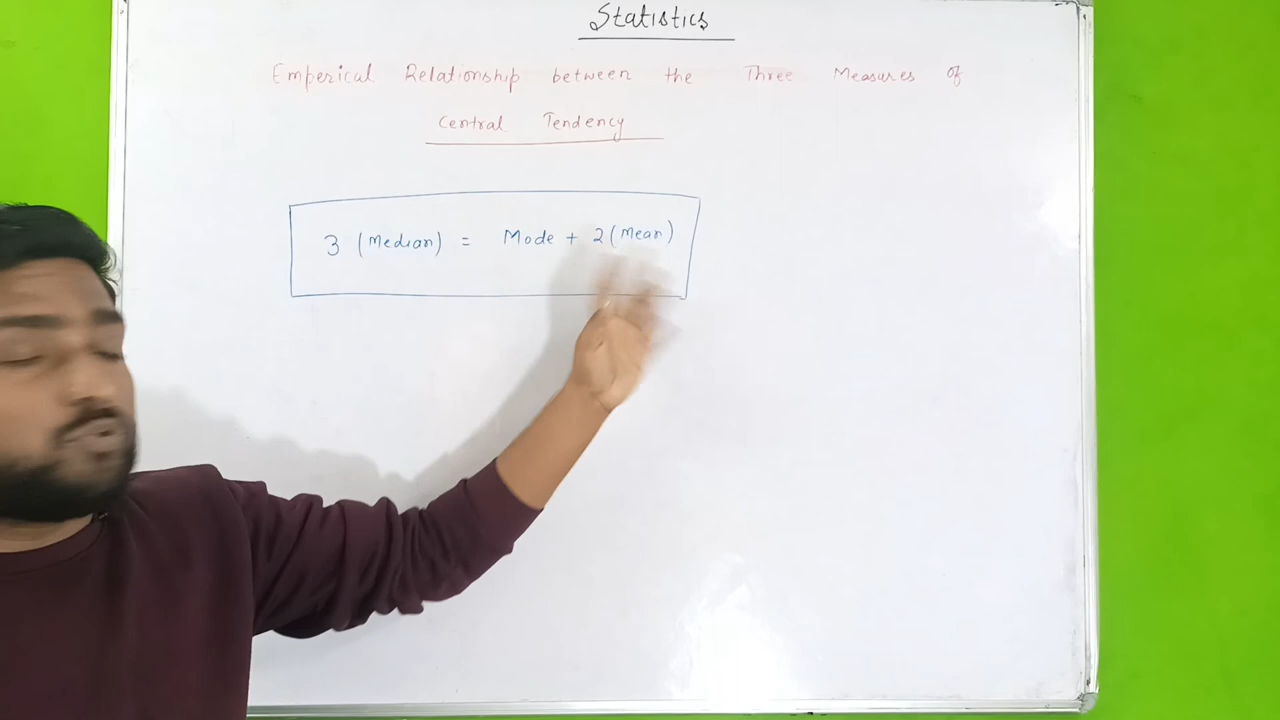 Statistics
Emperical Relationship between the Three Measures of
Central Tendency
3 (Median) = Mode + 2(Mean)